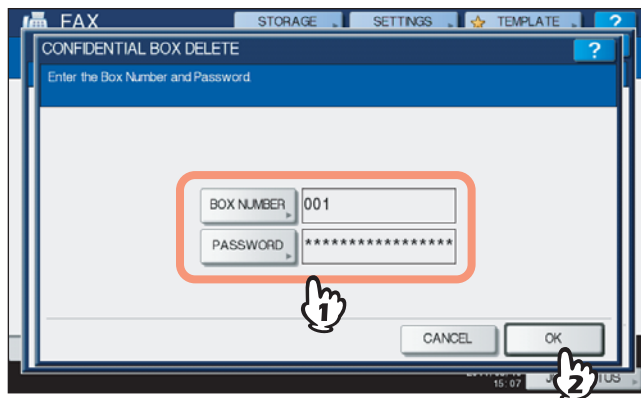 FAX STORAGE SETTINGS TEMPLATE ?
CONFIDENTIAL BOX DELETE ?
Enter the Box Number and Password.
BOX NUMBER 001
PASSWORD *****************
1
CANCEL OK
15:07
2